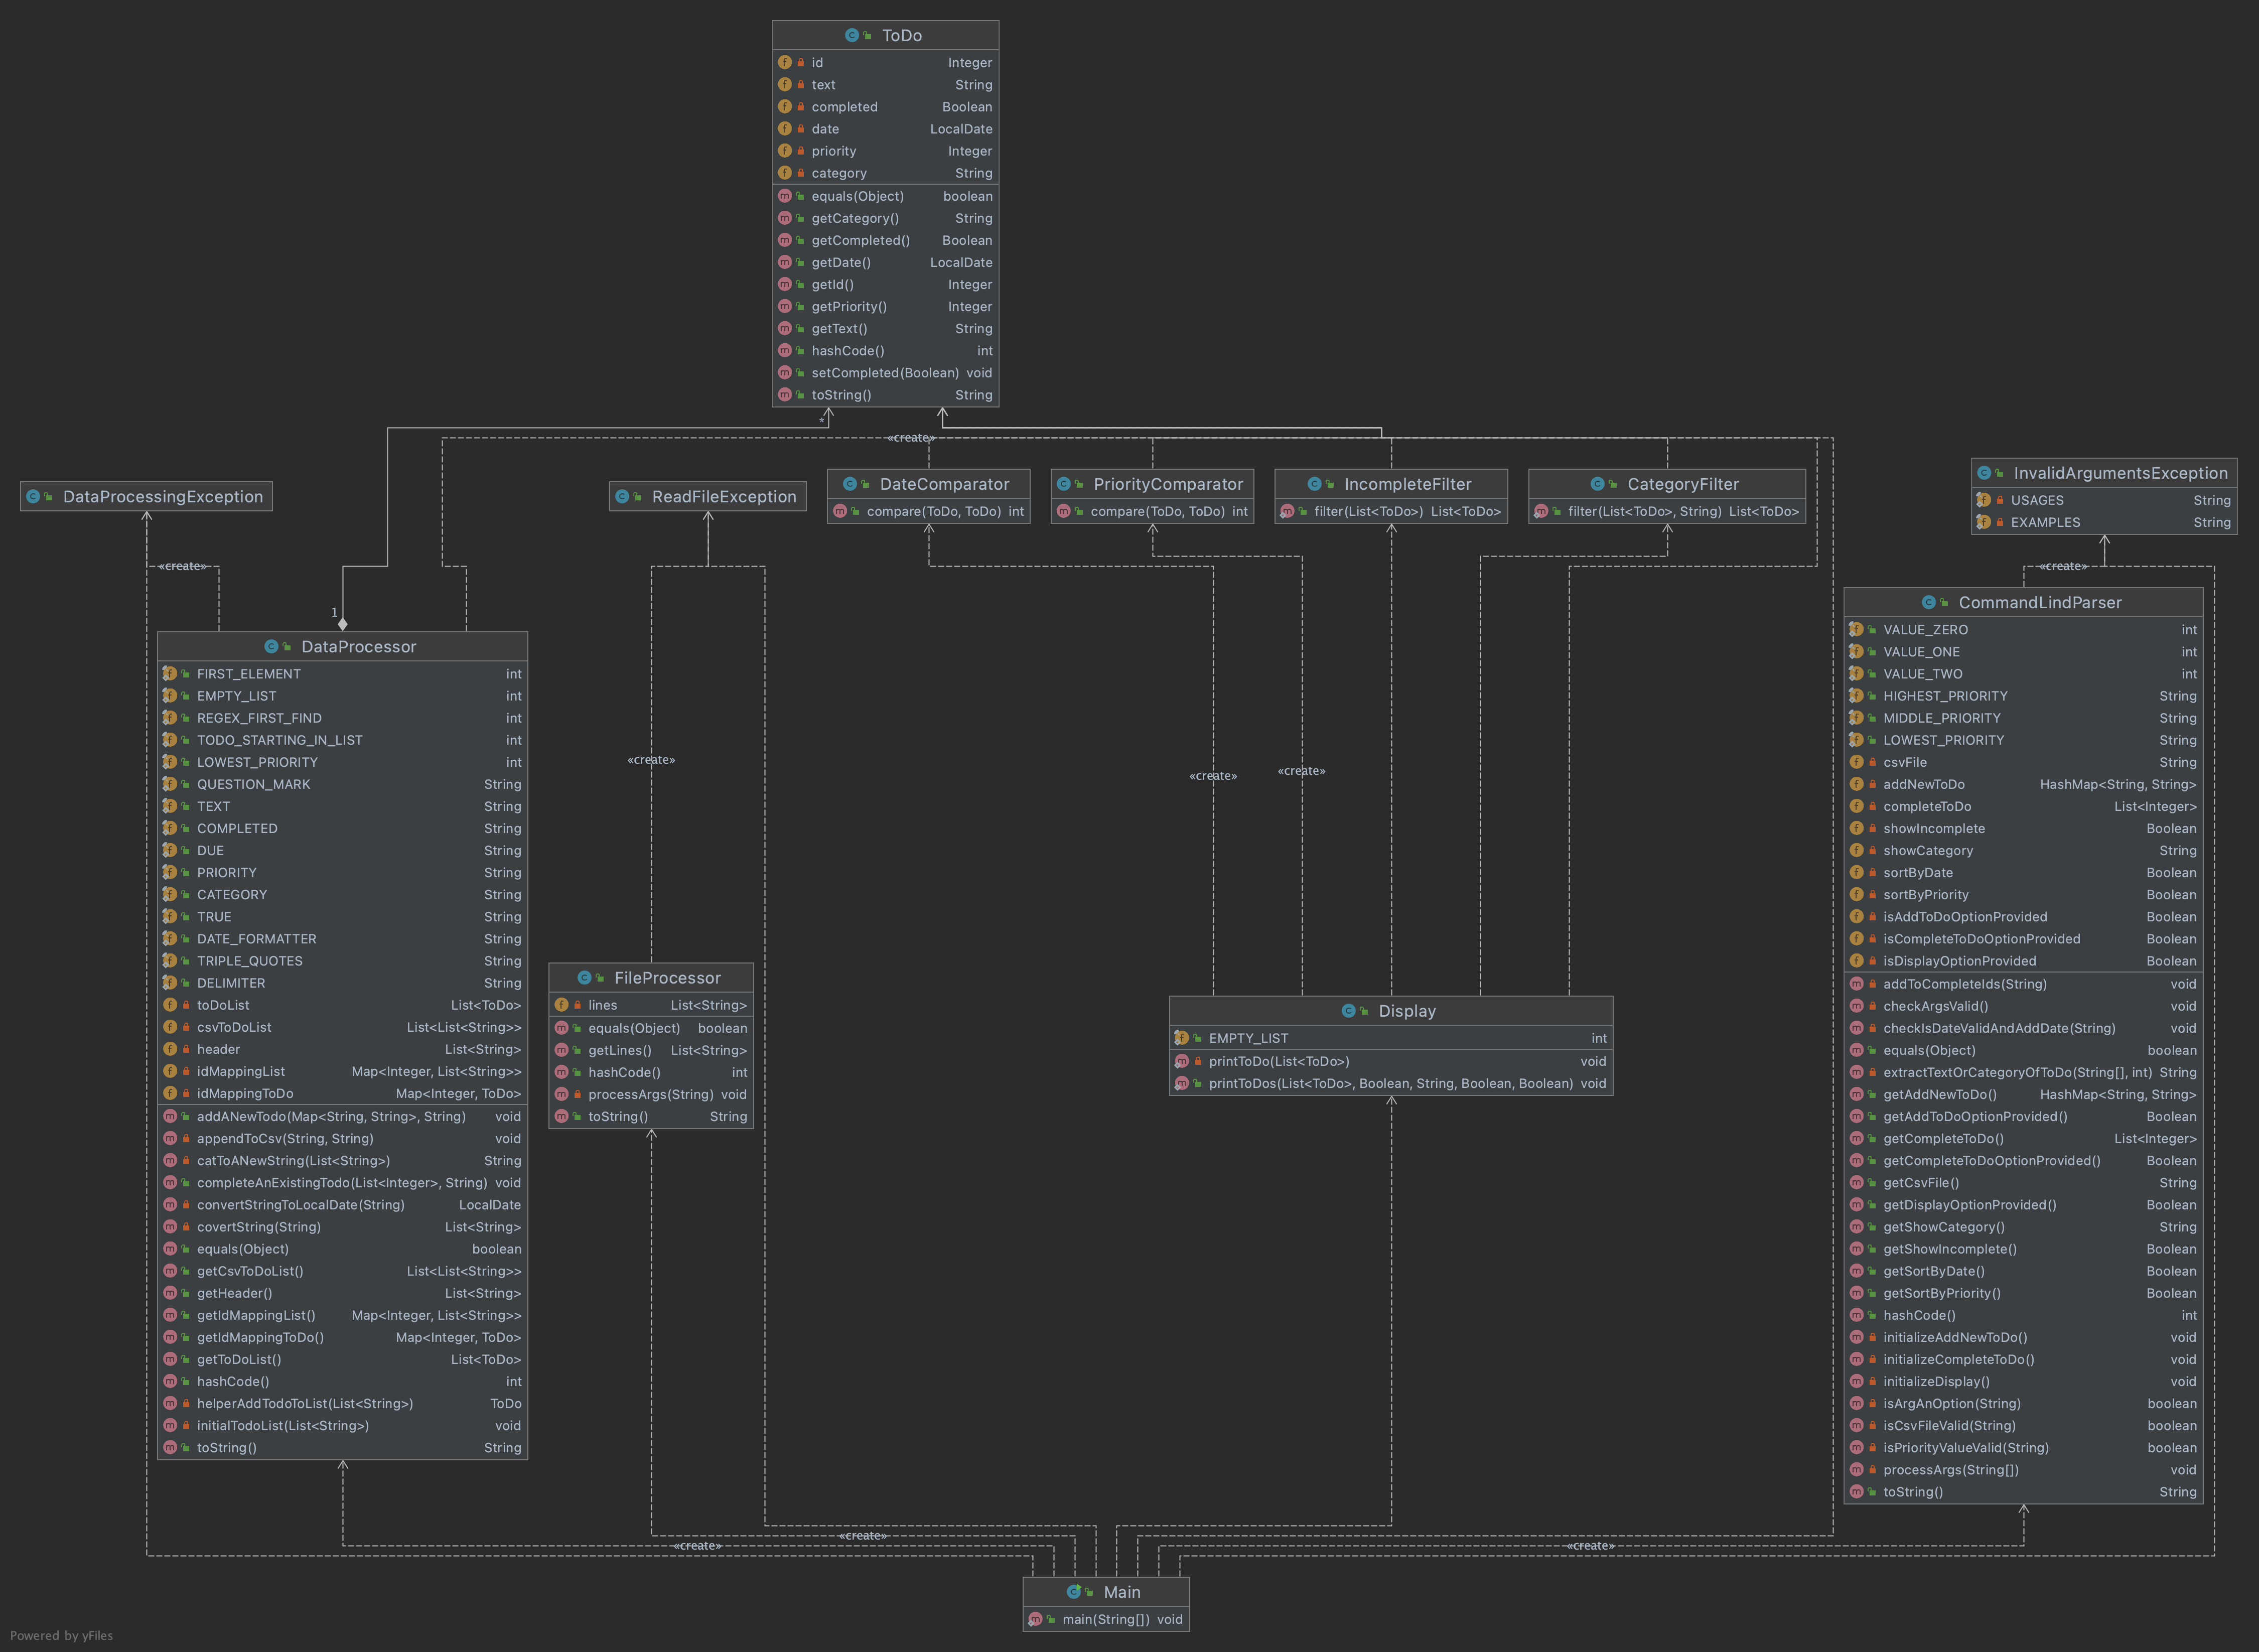 ToDo
id Integer
text String
completed Boolean
date LocalDate
priority Integer
category String
equals(Object) boolean
getCategory() String
getCompleted() Boolean
getDate() LocalDate
getId() Integer
getPriority() Integer
getText() String
hashCode() int
setCompleted(Boolean) void
toString() String
*
«create»
DataProcessingException
ReadFileException
DateComparator
compare(ToDo, ToDo) int
PriorityComparator
compare(ToDo, ToDo) int
IncompleteFilter
filter(List<ToDo>) List<ToDo>
CategoryFilter
filter(List<ToDo>, String) List<ToDo>
InvalidArgumentsException
USAGES String
EXAMPLES String
«create»
«create»
1
DataProcessor
FIRST_ELEMENT int
EMPTY_LIST int
REGEX_FIRST_FIND int
TODO_STARTING_IN_LIST int
LOWEST_PRIORITY int
QUESTION_MARK String
TEXT String
COMPLETED String
DUE String
PRIORITY String
CATEGORY String
TRUE String
DATE_FORMATTER String
TRIPLE_QUOTES String
DELIMITER String
toDoList List<ToDo>
csvToDoList List<List<String>>
header List<String>
idMappingList Map<Integer, List<String>>
idMappingToDo Map<Integer, ToDo>
addANewTodo(Map<String, String>, String) void
appendToCsv(String, String) void
catToANewString(List<String>) String
completeAnExistingTodo(List<Integer>, String) void
convertStringToLocalDate(String) LocalDate
covertString(String) List<String>
equals(Object) boolean
getCsvToDoList() List<List<String>>
getHeader() List<String>
getIdMappingList() Map<Integer, List<String>>
getIdMappingToDo() Map<Integer, ToDo>
getToDoList() List<ToDo>
hashCode() int
helperAddTodoToList(List<String>) ToDo
initialTodoList(List<String>) void
toString() String
«create»
FileProcessor
lines List<String>
equals(Object) boolean
getLines() List<String>
hashCode() int
processArgs(String) void
toString() String
«create»
«create»
Display
EMPTY_LIST int
printToDo(List<ToDo>) void
printToDos(List<ToDo>, Boolean, String, Boolean, Boolean) void
CommandLindParser
VALUE_ZERO int
VALUE_ONE int
VALUE_TWO int
HIGHEST_PRIORITY String
MIDDLE_PRIORITY String
LOWEST_PRIORITY String
csvFile String
addNewToDo HashMap<String, String>
completeToDo List<Integer>
showIncomplete Boolean
showCategory String
sortByDate Boolean
sortByPriority Boolean
isAddToDoOptionProvided Boolean
isCompleteToDoOptionProvided Boolean
isDisplayOptionProvided Boolean
addToCompleteIds(String) void
checkArgsValid() void
checkIsDateValidAndAddDate(String) void
equals(Object) boolean
extractTextOrCategoryOfToDo(String[], int) String
getAddNewToDo() HashMap<String, String>
getAddToDoOptionProvided() Boolean
getCompleteToDo() List<Integer>
getCompleteToDoOptionProvided() Boolean
getCsvFile() String
getDisplayOptionProvided() Boolean
getShowCategory() String
getShowIncomplete() Boolean
getSortByDate() Boolean
getSortByPriority() Boolean
hashCode() int
initializeAddNewToDo() void
initializeCompleteToDo() void
initializeDisplay() void
isArgAnOption(String) boolean
isCsvFileValid(String) boolean
isPriorityValueValid(String) boolean
processArgs(String[]) void
toString() String
«create»
«create»
«create»
Main
main(String[]) void
Powered by yFiles